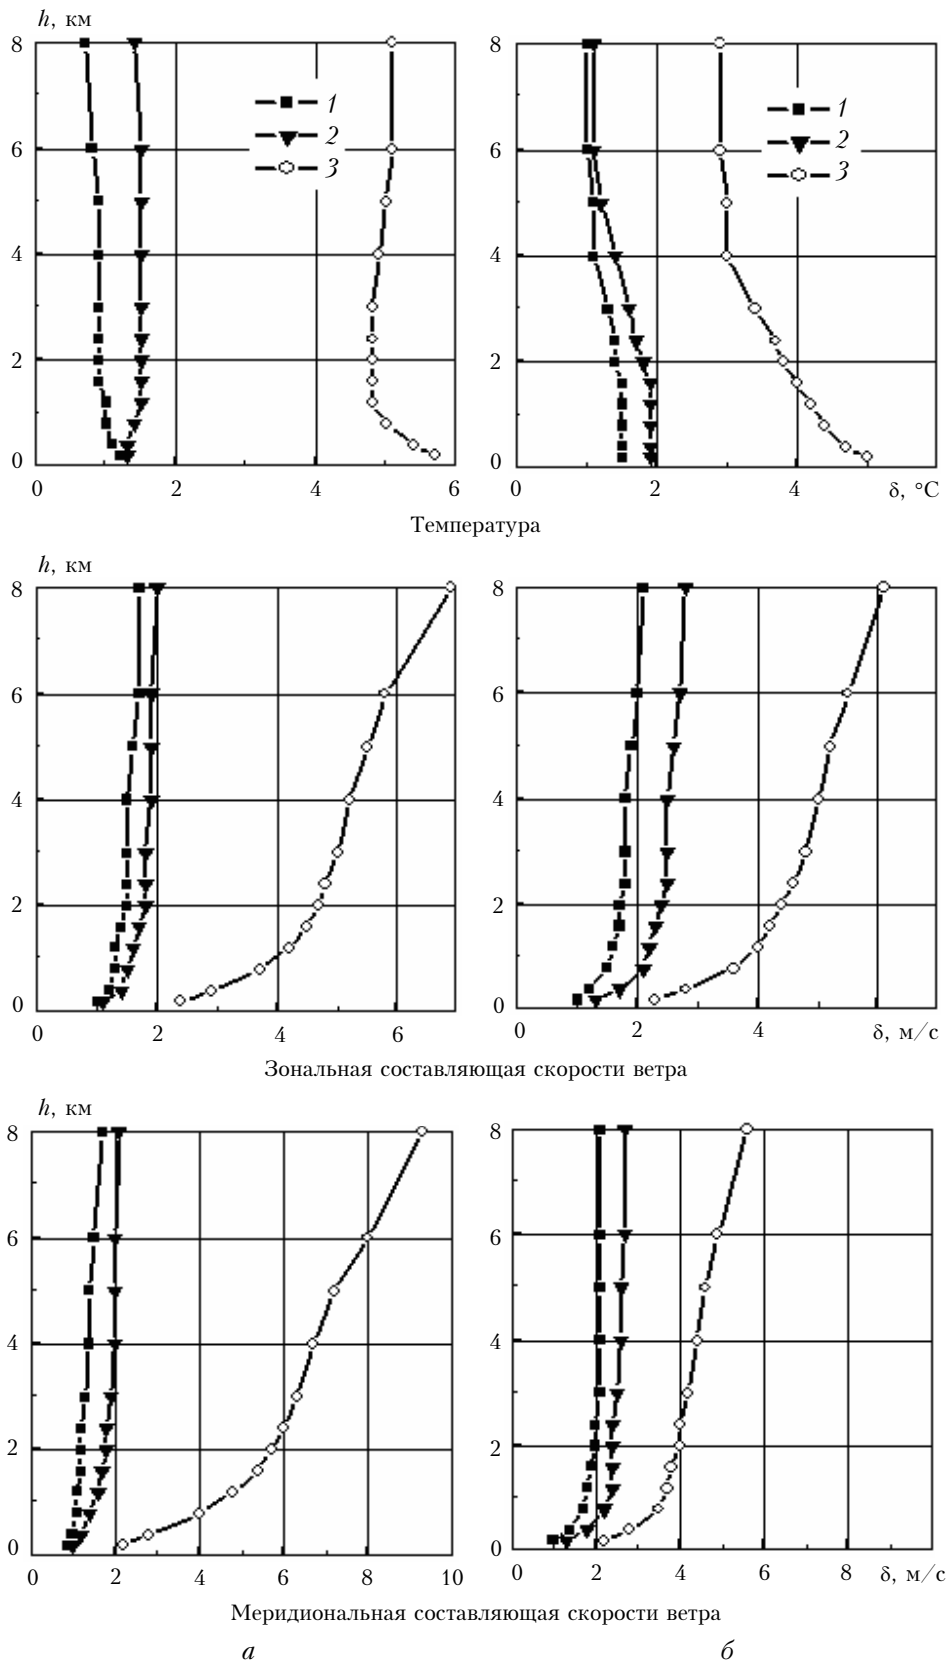 h, км
8 8
1 1
2 2
3 3
6 6
4 4
2 2
0 0
0 2 4 6 0 2 4 δ, °C
Температура
h, км
8 8
6 6
4 4
2 2
0 0
0 2 4 6 0 2 4 δ, м/с
Зональная составляющая скорости ветра
h, км
8 8
6 6
4 4
2 2
0 0
0 2 4 6 8 10 0 2 4 6 8 δ, м/с
Меридиональная составляющая скорости ветра
а б